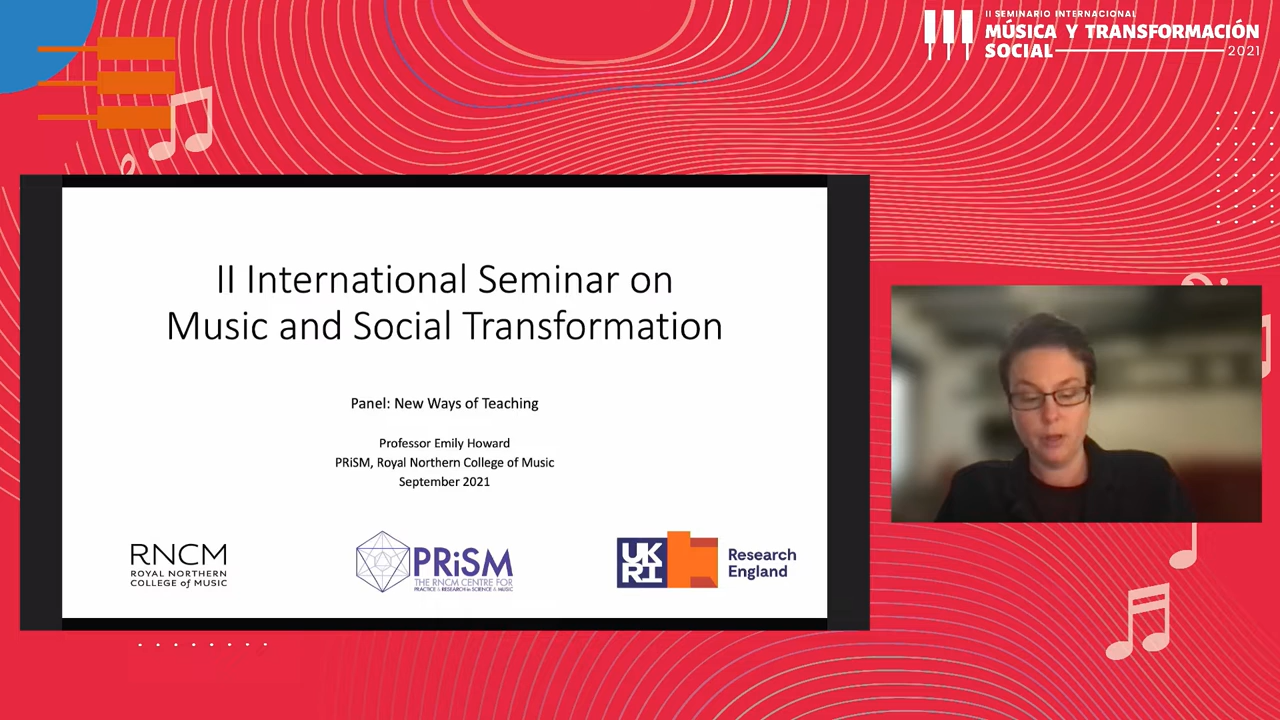 II SEMINARIO INTERNACIONAL
MÚSICA Y TRANSFORMACIÓN
SOCIAL
2021
II International Seminar on
Music and Social Transformation
Panel: New Ways of Teaching
Professor Emily Howard
PRiSM, Royal Northern College of Music
September 2021
RNCM
ROYAL NORTHERN
COLLEGE of MUSIC
PRiSM
THE RNCM CENTRE FOR
PRACTICE & RESEARCH in SCIENCE & MUSIC
UK
RI
Research
England